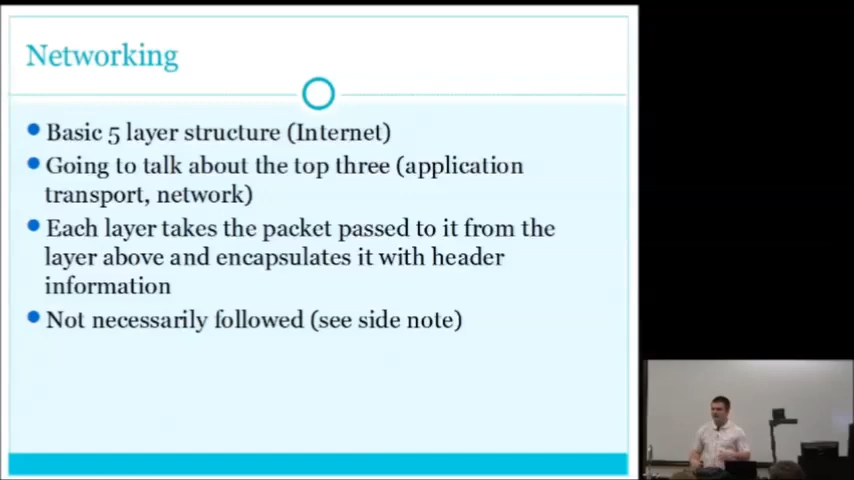 Networking
Basic 5 layer structure (Internet)
Going to talk about the top three (application
transport, network)
Each layer takes the packet passed to it from the
layer above and encapsulates it with header
information
Not necessarily followed (see side note)